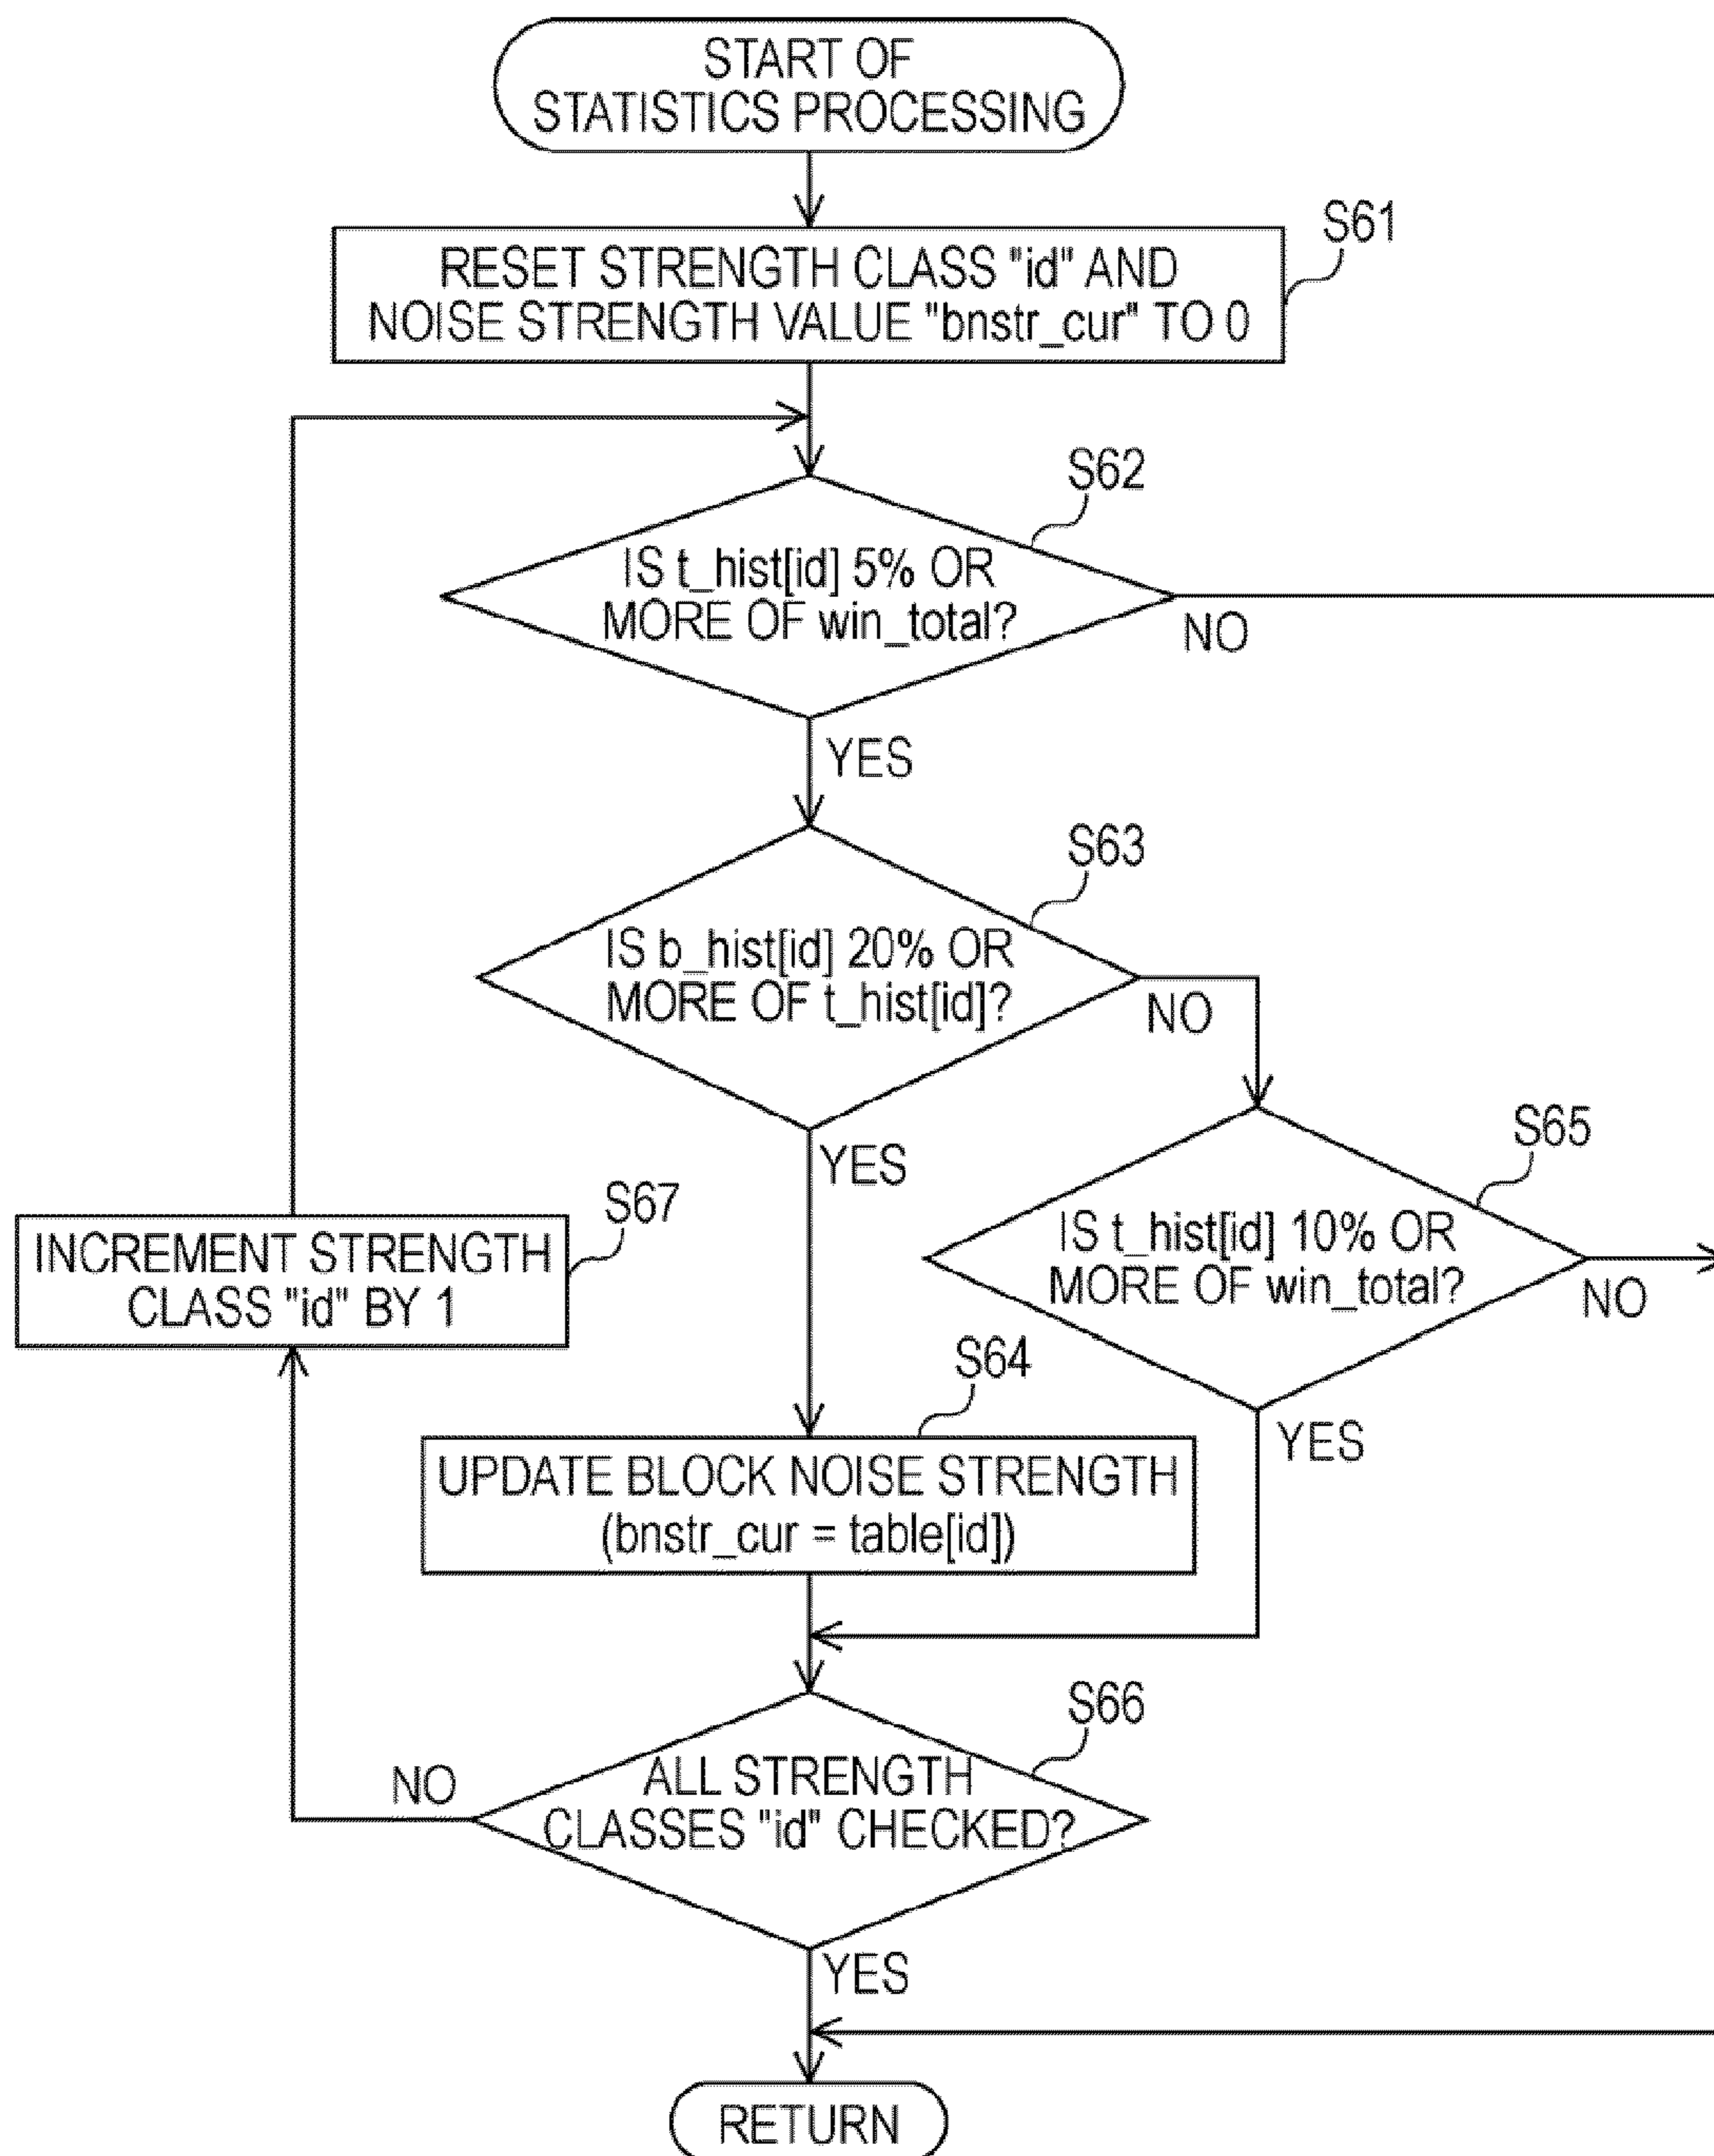 START OF
STATISTICS PROCESSING
S61
RESET STRENGTH CLASS "id" AND
NOISE STRENGTH VALUE "bnstr_cur" TO 0
S62
IS t_hist[id] 5% OR
MORE OF win_total?
NO
YES
S63
IS b_hist[id] 20% OR
MORE OF t_hist[id]?
NO
YES
S65
IS t_hist[id] 10% OR
MORE OF win_total?
NO
YES
S67
INCREMENT STRENGTH
CLASS "id" BY 1
S64
UPDATE BLOCK NOISE STRENGTH
(bnstr_cur = table[id])
S66
ALL STRENGTH
CLASSES "id" CHECKED?
NO
YES
RETURN